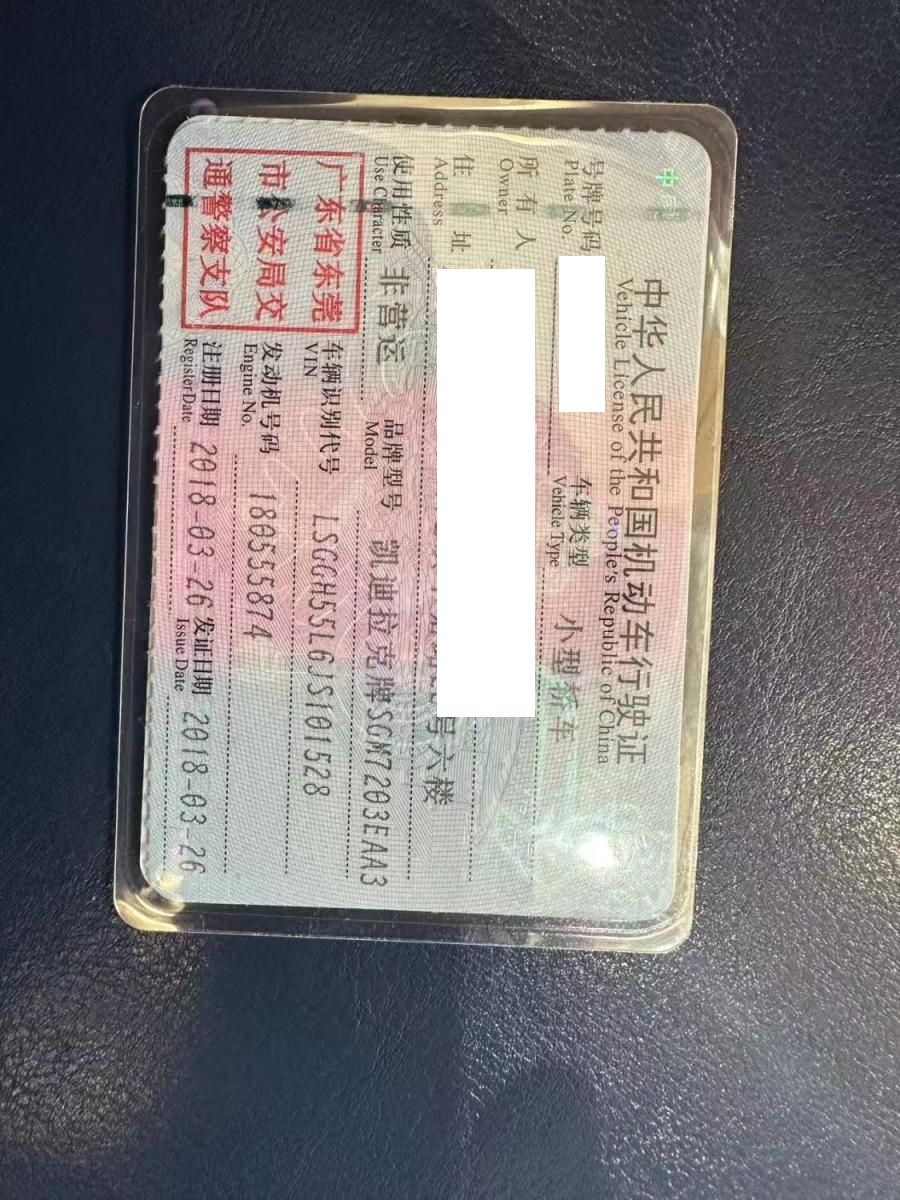 中华人民共和国机动车行驶证
Vehicle License of the People's Republic of China
号牌号码
Plate No.
车辆类型 小型轿车
Vehicle Type
所有人
Owner
住址
Address
号六楼
使用性质 非营运
Use Character
品牌型号 凯迪拉克牌SGM7203EAA3
Model
车辆识别代号 LSGGH55L6JS101528
VIN
发动机号码 180555874
Engine No.
注册日期 2018-03-26 发证日期 2018-03-26
Register Date Issue Date
广东省东莞
市公安局交
通警察支队